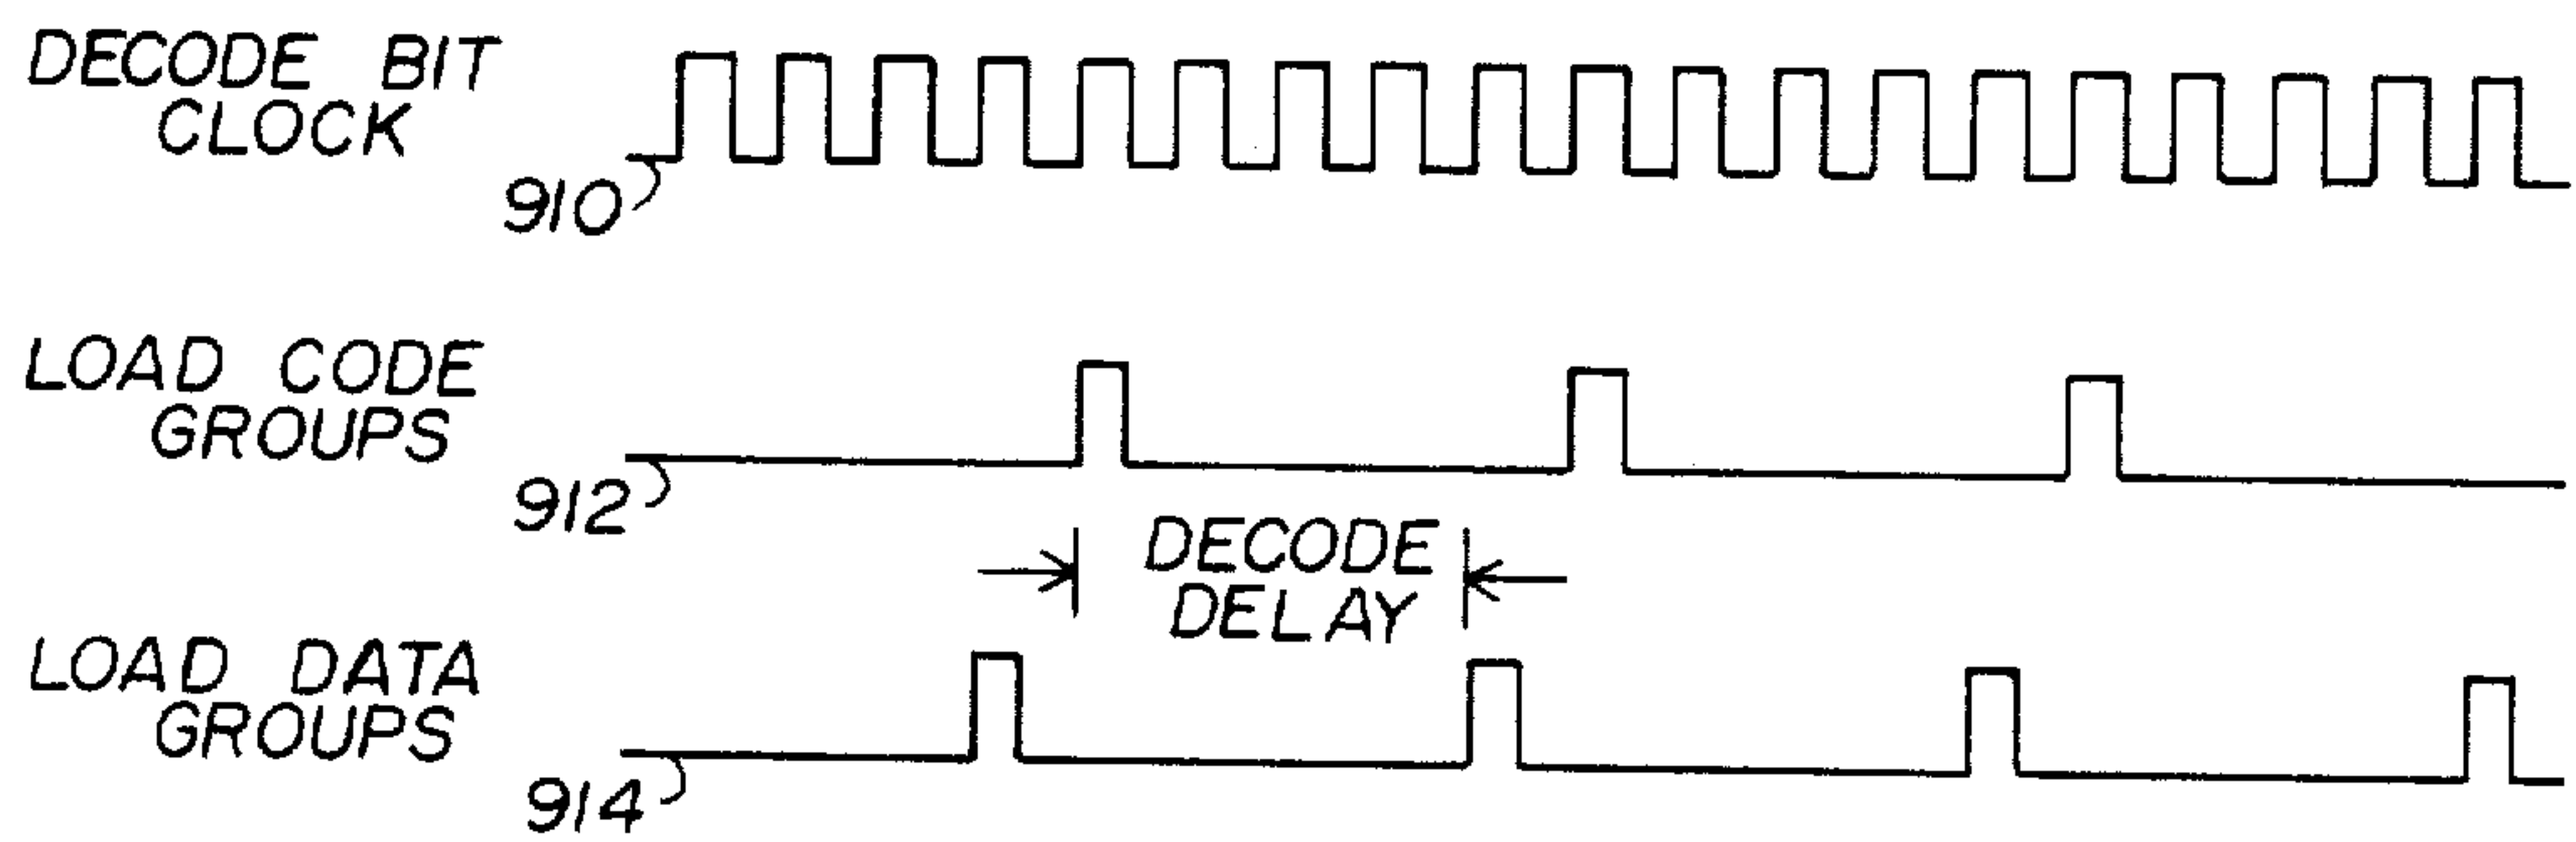 DECODE BIT
CLOCK
910
LOAD CODE
GROUPS
912
DECODE
DELAY
LOAD DATA
GROUPS
914